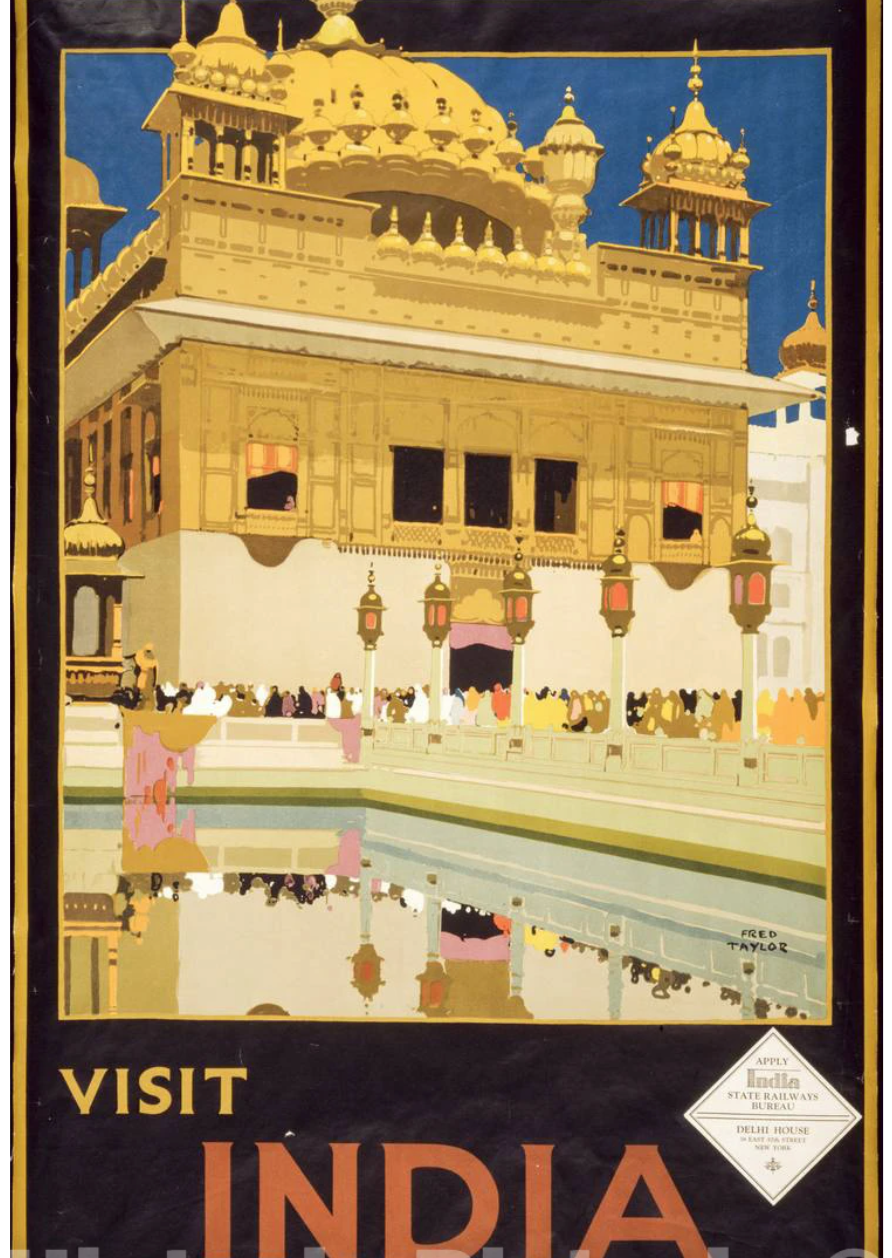 FRED
TAYLOR
VISIT
INDIA
APPLY
India
STATE RAILWAYS
BUREAU
DELHI HOUSE
38 EAST 57th STREET
NEW YORK